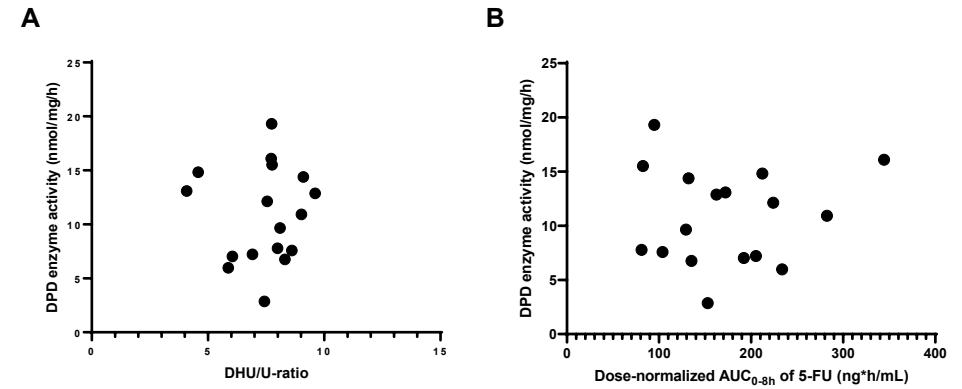 A
DPD enzyme activity (nmol/mg/h)
25
20
15
10
5
0
0 5 10 15
DHU/U-ratio
B
DPD enzyme activity (nmol/mg/h)
25
20
15
10
5
0
0 100 200 300 400
Dose-normalized AUC0-8h of 5-FU (ng*h/mL)